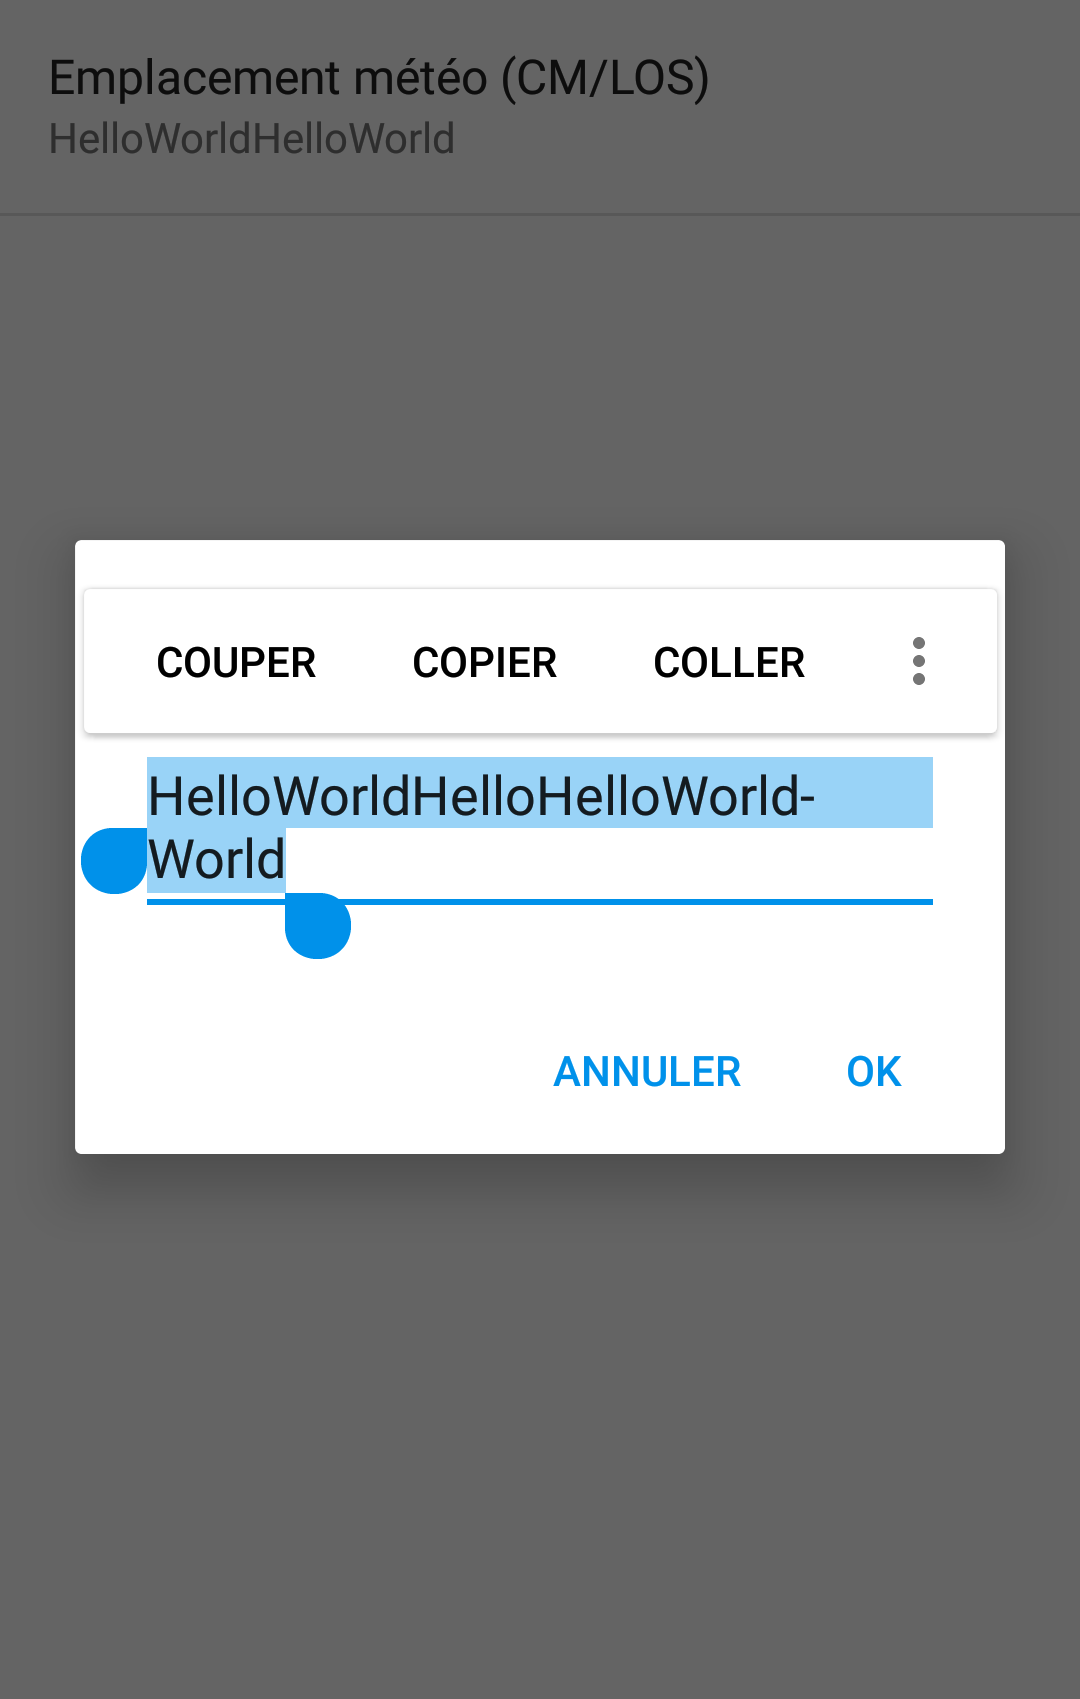 Emplacement météo (CM/LOS)
HelloWorldHelloWorld
COUPER COPIER COLLER
HelloWorldHelloHelloWorld-
World
ANNULER OK